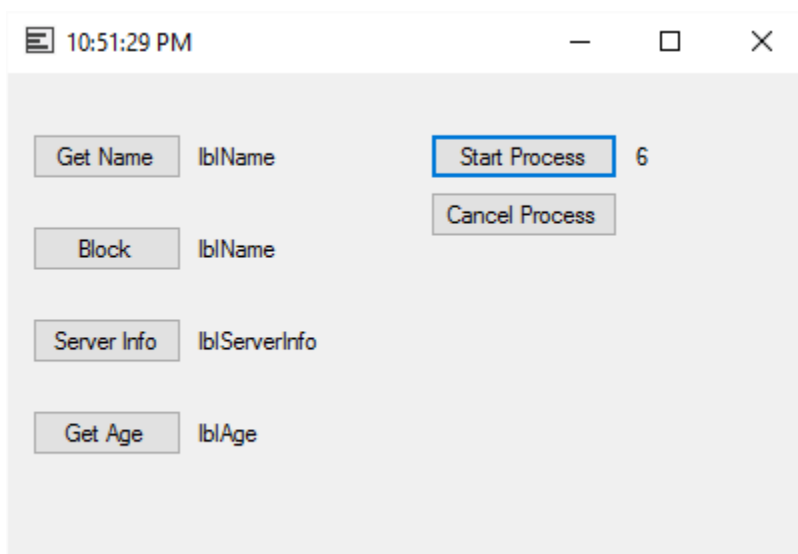 10:51:29 PM
Get Name lblName Start Process 6
Cancel Process
Block lblName
Server Info lblServerInfo
Get Age lblAge